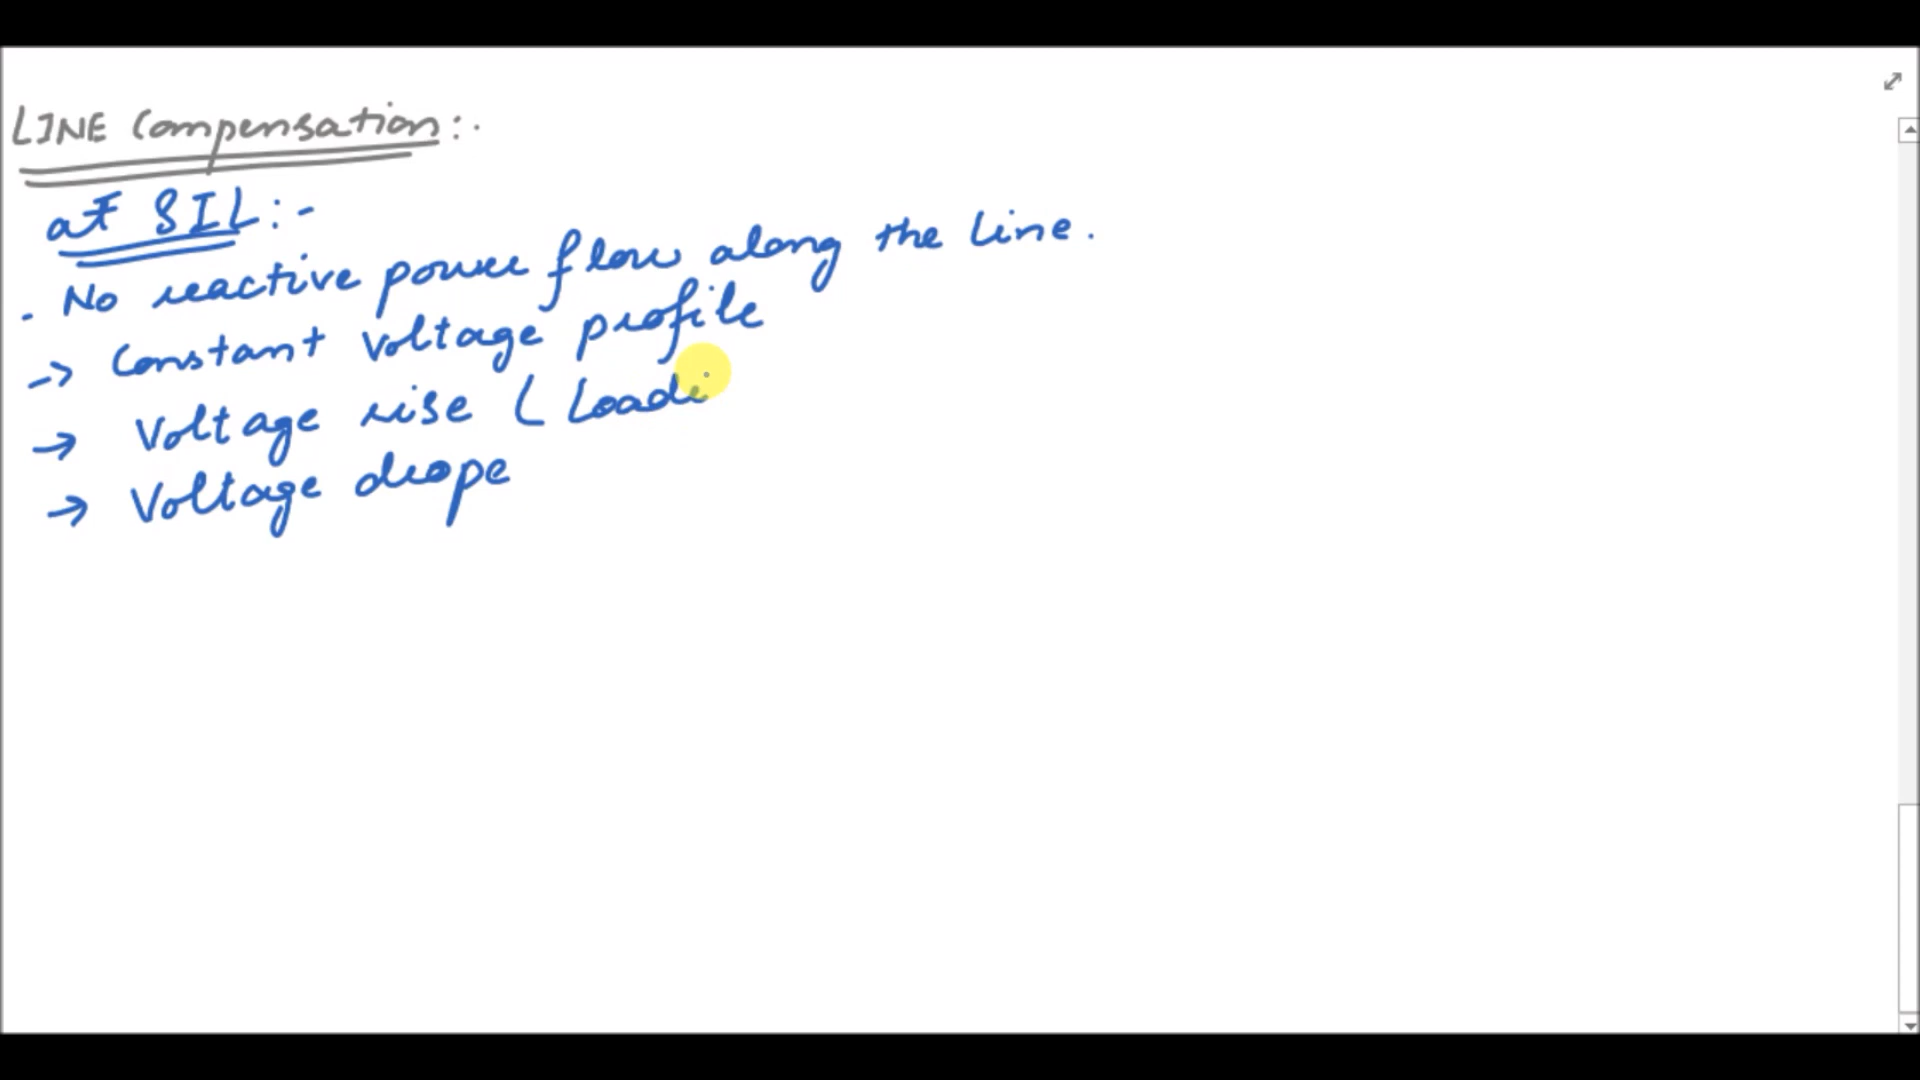 LINE Compensation:-
at SIL:-
- No reactive power flow along the line.
-> Constant voltage profile
-> Voltage rise ( Loadi
-> Voltage drope